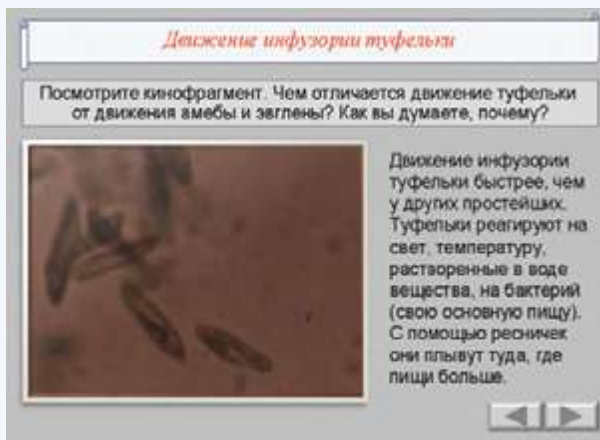 Движение инфузории туфельки
Посмотрите кинофрагмент. Чем отличается движение туфельки
от движения амебы и эвглены? Как вы думаете, почему?
Движение инфузории
туфельки быстрее, чем
у других простейших.
Туфельки реагируют на
свет, температуру,
растворенные в воде
вещества, на бактерий
(свою основную пищу).
С помощью ресничек
они плывут туда, где
пищи больше.